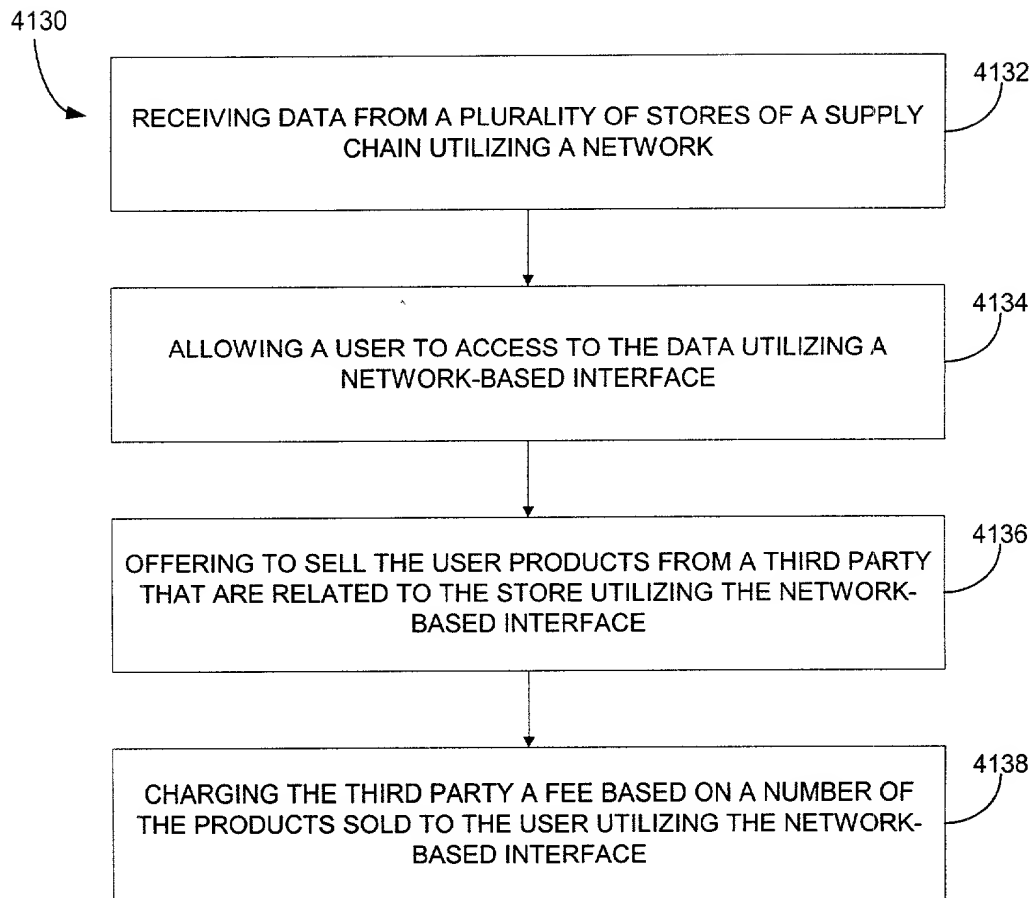 4130
4132
RECEIVING DATA FROM A PLURALITY OF STORES OF A SUPPLY
CHAIN UTILIZING A NETWORK
4134
ALLOWING A USER TO ACCESS TO THE DATA UTILIZING A
NETWORK-BASED INTERFACE
4136
OFFERING TO SELL THE USER PRODUCTS FROM A THIRD PARTY
THAT ARE RELATED TO THE STORE UTILIZING THE NETWORK-
BASED INTERFACE
4138
CHARGING THE THIRD PARTY A FEE BASED ON A NUMBER OF
THE PRODUCTS SOLD TO THE USER UTILIZING THE NETWORK-
BASED INTERFACE